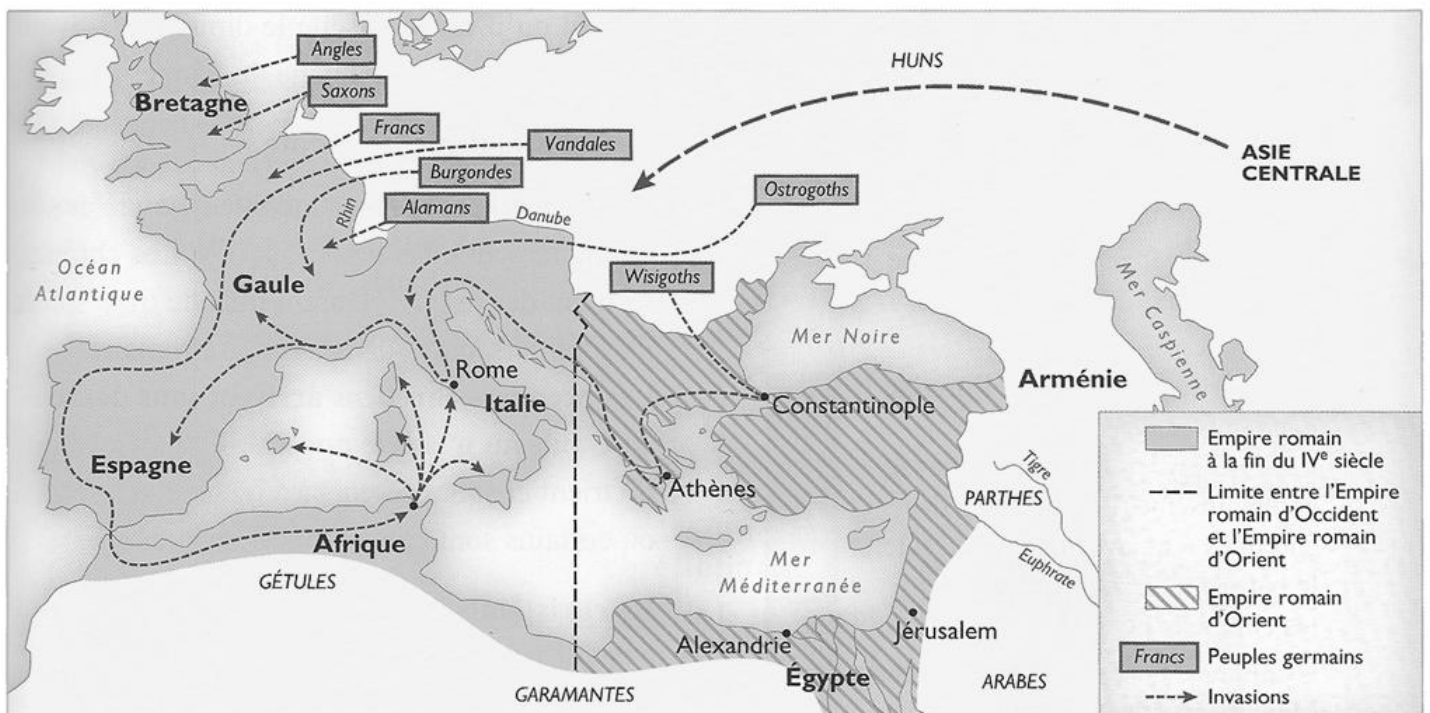 Angles
HUNS
Bretagne
Saxons
Francs
Vandales
ASIE
CENTRALE
Burgondes
Ostrogoths
Alamans
Rhin
Danube
Océan
Atlantique
Gaule
Wisigoths
Mer Noire
Mer Caspienne
Rome
Italie
Constantinople
Arménie
Espagne
Athènes
Tigre
PARTHES
Afrique
Euphrate
GÉTULES
Mer
Méditerranée
Alexandrie
Jérusalem
Égypte
GARAMANTES
ARABES
Empire romain
à la fin du IVe siècle
Limite entre l'Empire
romain d'Occident
et l'Empire romain
d'Orient
Empire romain
d'Orient
Francs Peuples germains
Invasions